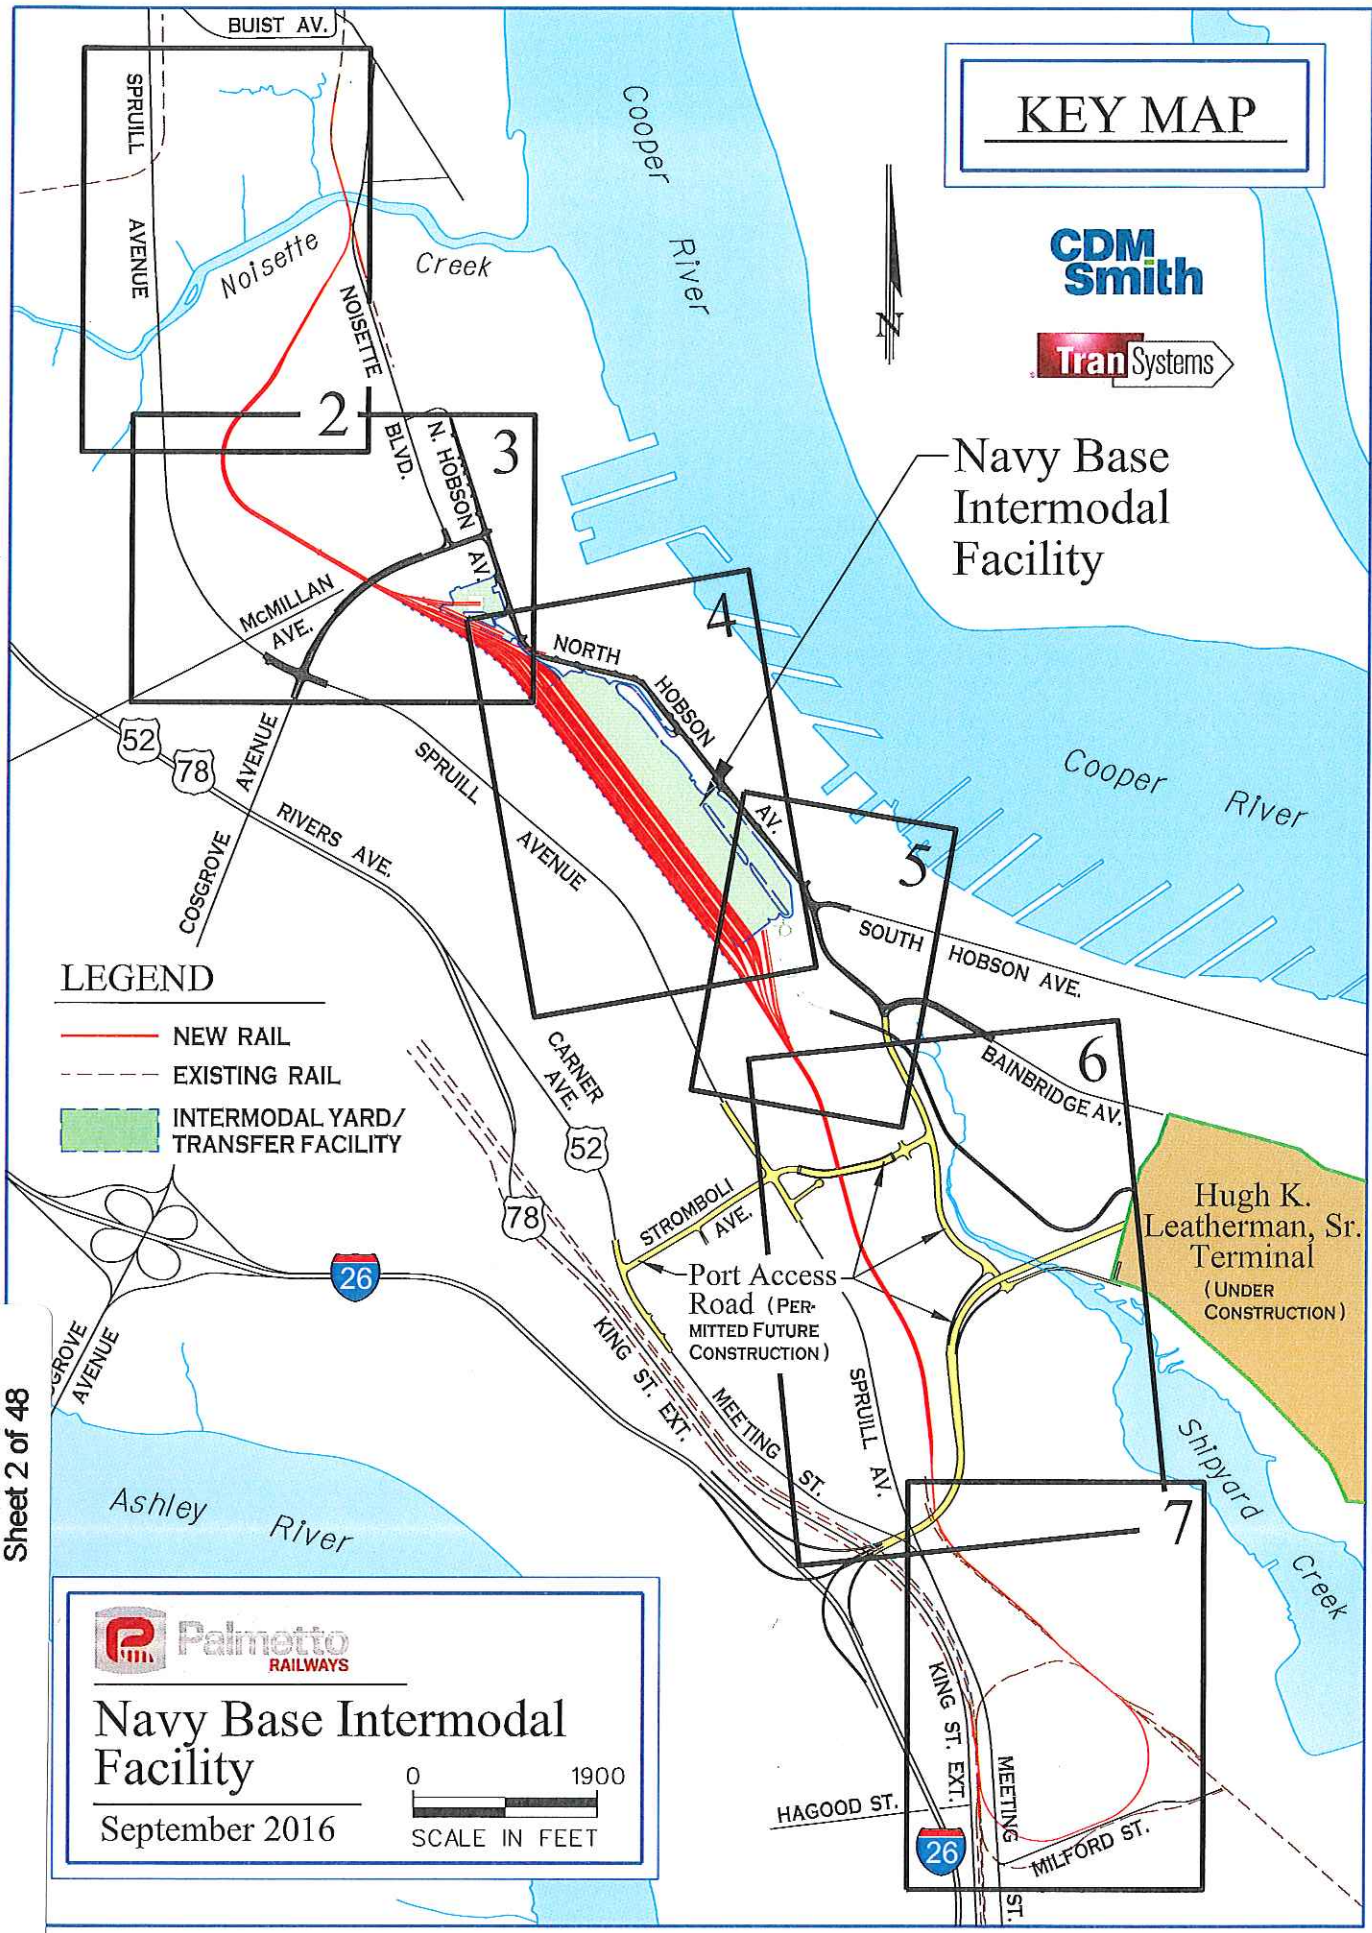 BUIST AV.
KEY MAP
SPRUILL
AVENUE
Cooper
River
CDM
Smith
N
TranSystems
Noisette
Creek
NOISETTE
BLVD.
2
N. HOBSON
AV
3
Navy Base
Intermodal
Facility
McMILLAN
AVE.
4
NORTH
HOBSON
AV.
52
78
COSGROVE
AVENUE
SPRUILL
AVENUE
RIVERS AVE.
Cooper
River
5
SOUTH HOBSON AVE.
LEGEND
NEW RAIL
EXISTING RAIL
INTERMODAL YARD/
TRANSFER FACILITY
CARNER
AVE.
52
78
6
BAINBRIDGE AV.
STROMBOLI
AVE.
Hugh K.
Leatherman, Sr.
Terminal
(UNDER
CONSTRUCTION)
26
Port Access
Road (PER-
MITTED FUTURE
CONSTRUCTION)
KING ST. EXT.
MEETING
ST.
SPRUILL
AV.
GROVE
AVENUE
Sheet 2 of 48
Ashley
River
Shipyard
Creek
7
Palmetto
RAILWAYS
Navy Base Intermodal
Facility
September 2016
0 1900
SCALE IN FEET
KING ST. EXT.
MEETING
ST.
HAGOOD ST.
26
MILFORD ST.